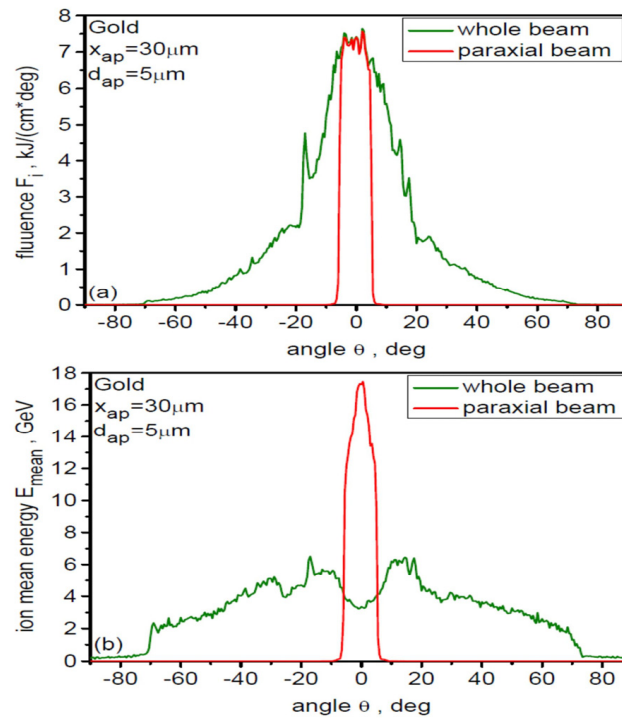 8
7
6
5
4
3
2
1
0
fluuence F_i, kJ/(cm*deg)
Gold
x_ap=30μm
d_ap=5μm
whole beam
paraxial beam
(a)
-80 -60 -40 -20 0 20 40 60 80
angle θ , deg
18
16
14
12
10
8
6
4
2
0
ion mean energy E_mean , GeV
Gold
x_ap=30μm
d_ap=5μm
whole beam
paraxial beam
(b)
-80 -60 -40 -20 0 20 40 60 80
angle θ , deg